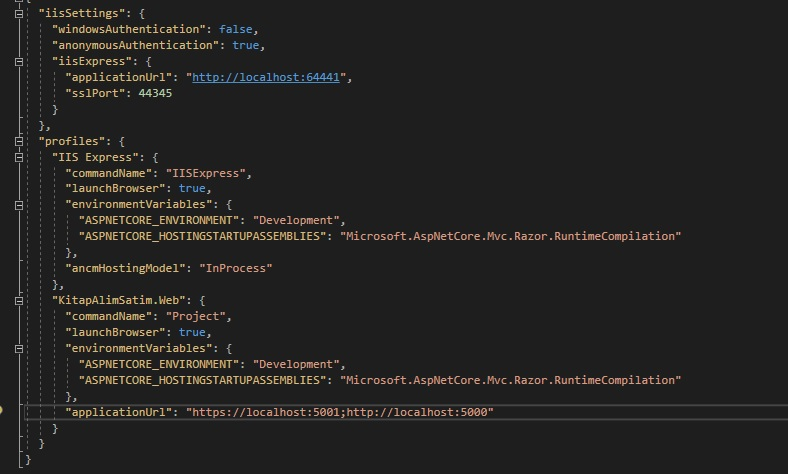 {
"iisSettings": {
"windowsAuthentication": false,
"anonymousAuthentication": true,
"iisExpress": {
"applicationUrl": "http://localhost:64441",
"sslPort": 44345
}
},
"profiles": {
"IIS Express": {
"commandName": "IISExpress",
"launchBrowser": true,
"environmentVariables": {
"ASPNETCORE_ENVIRONMENT": "Development",
"ASPNETCORE_HOSTINGSTARTUPASSEMBLIES": "Microsoft.AspNetCore.Mvc.Razor.RuntimeCompilation"
},
"ancmHostingModel": "InProcess"
},
"KitapAlimSatim.Web": {
"commandName": "Project",
"launchBrowser": true,
"environmentVariables": {
"ASPNETCORE_ENVIRONMENT": "Development",
"ASPNETCORE_HOSTINGSTARTUPASSEMBLIES": "Microsoft.AspNetCore.Mvc.Razor.RuntimeCompilation"
},
"applicationUrl": "https://localhost:5001;http://localhost:5000"
}
}
}